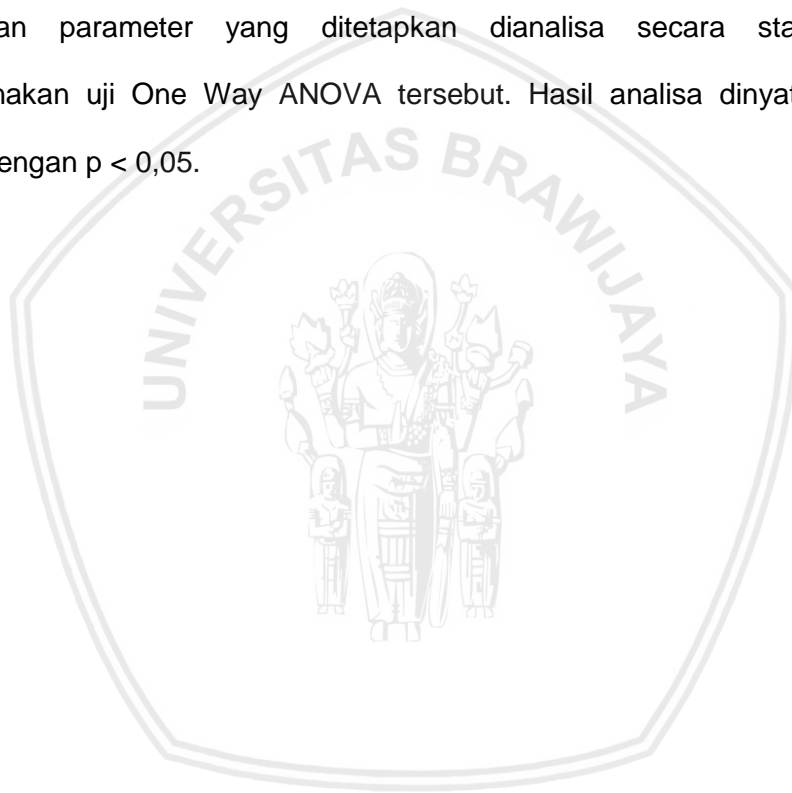 an parameter yang ditetapkan dianalisa secara sta
nakan uji One Way ANOVA tersebut. Hasil analisa dinyat
engan p < 0,05.
UNIVERSITAS BRAWIJAYA